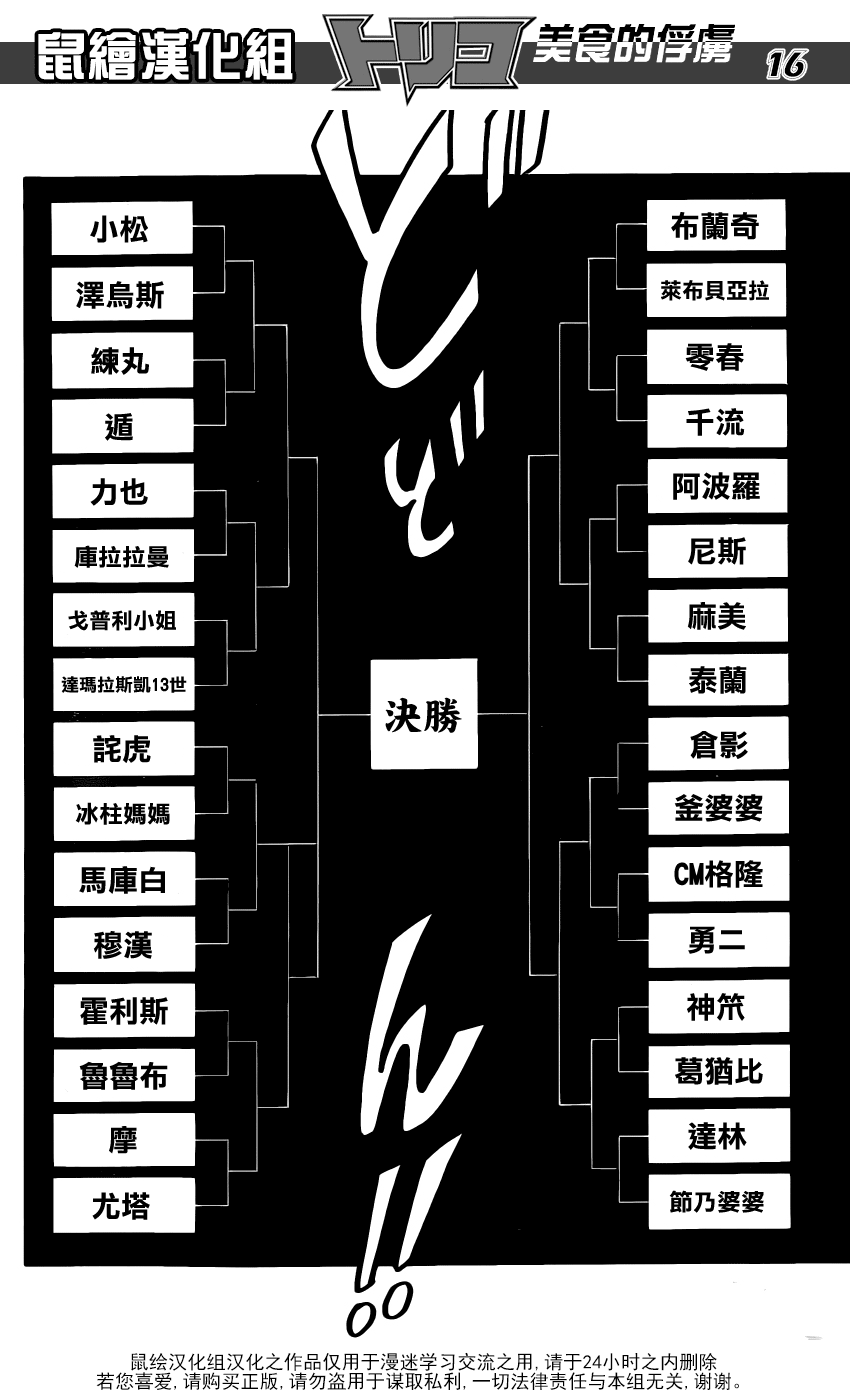 鼠繪漢化組
トリコ
美食的俘虜
16
ど
ど
ん
!!
小松
澤烏斯
練丸
遁
力也
庫拉拉曼
戈普利小姐
達瑪拉斯凱13世
詫虎
冰柱媽媽
馬庫白
穆漢
霍利斯
魯魯布
摩
尤塔
決勝
布蘭奇
萊布貝亞拉
零春
千流
阿波羅
尼斯
麻美
泰蘭
倉影
釜婆婆
CM格隆
勇二
神笊
葛猶比
達林
節乃婆婆
鼠绘汉化组汉化之作品仅用于漫迷学习交流之用, 请于24小时之内删除
若您喜爱, 请购买正版, 请勿盗用于谋取私利, 一切法律责任与本组无关, 谢谢。